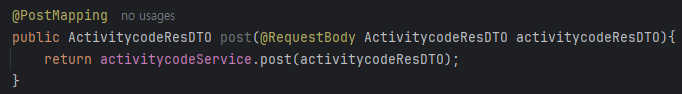 @PostMapping no usages
public ActivitycodeResDTO post(@RequestBody ActivitycodeResDTO activitycodeResDTO){
return activitycodeService.post(activitycodeResDTO);
}